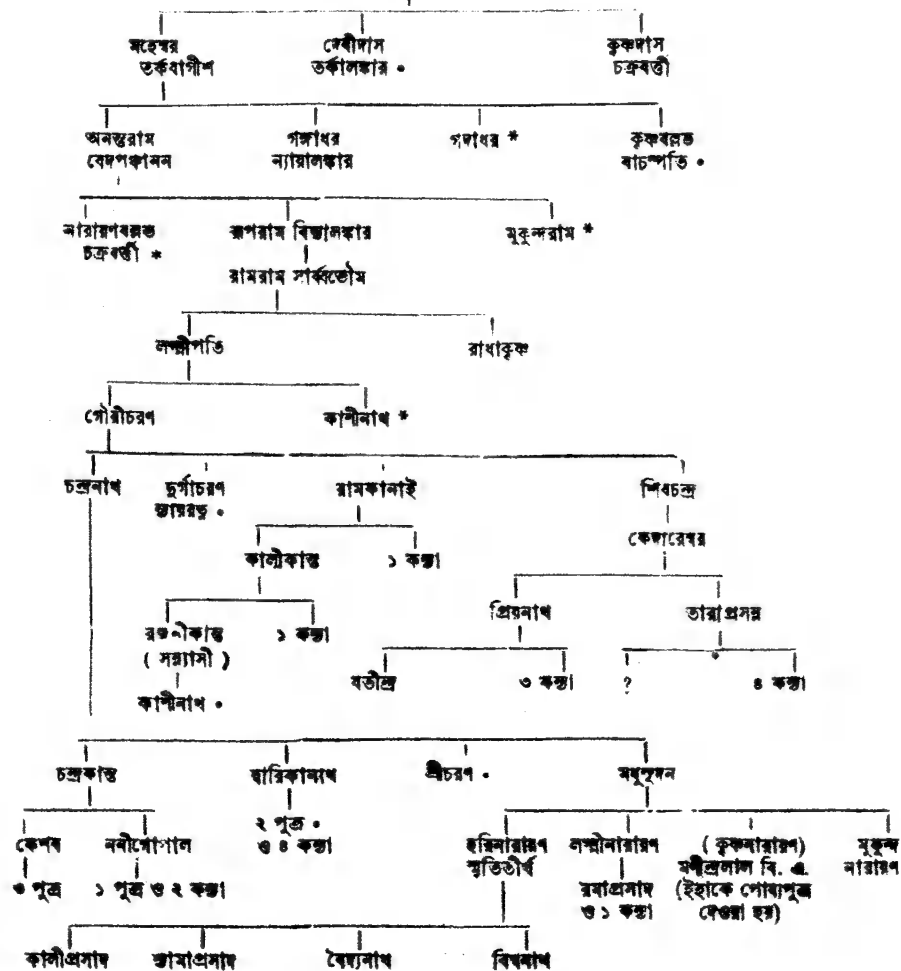 মহেশ্বর দেবীদাস কৃষ্ণদাস
তর্কবাগীশ তর্কালঙ্কার * চক্রবর্ত্তী
অনন্তরাম গঙ্গাধর গদাধর * কৃষ্ণবল্লভ
বেদপঞ্চানন ন্যায়ালঙ্কার বাচস্পতি *
নারায়ণবল্লভ রূপরাম বিদ্যালঙ্কার মুকুন্দরাম *
চক্রবর্ত্তী *
রামরাম সার্ব্বভৌম
লক্ষ্মীপতি রাধাকৃষ্ণ
গৌরীচরণ কাশীনাথ *
চন্দ্রনাথ দুর্গাচরণ রামকানাই শিবচন্দ্র
ন্যায়রত্ন *
কেদারেশ্বর
কালীকান্ত ১ কন্যা
প্রিয়নাথ তারাপ্রসন্ন
রজনীকান্ত ১ কন্যা
( সন্ন্যাসী )
যতীন্দ্র ৩ কন্যা ? ৪ কন্যা
কাশীনাথ *
চন্দ্রকান্ত দ্বারিকানাথ শ্রীচরণ * মধুসূদন
২ পুত্র *
ও ৪ কন্যা
কেশব ননীগোপাল হরিনারায়ণ লক্ষ্মীনারায়ণ (কৃষ্ণনারায়ণ) মুকুন্দ
স্মৃতিতীর্থ মণীন্দ্রলাল বি. এ. নারায়ণ
৩ পুত্র ১ পুত্র ও ২ কন্যা রমাপ্রসাদ (ইহাকে পোষ্যপুত্র
ও ১ কন্যা দেওয়া হয়)
কালীপ্রসাদ শ্যামাপ্রসাদ বৈদ্যনাথ বিশ্বনাথ